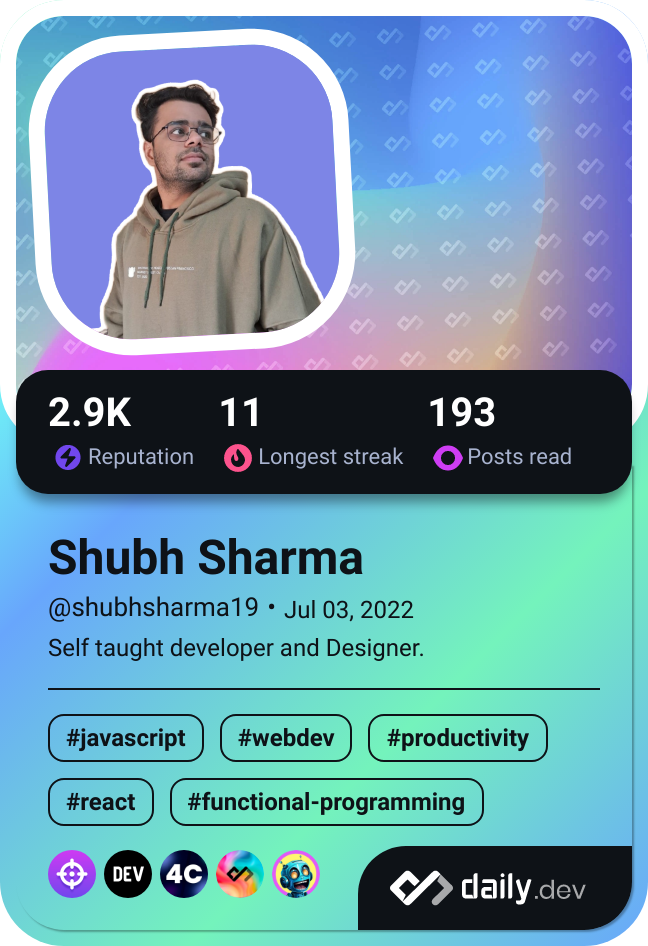 2.9K 11 193
Reputation Longest streak Posts read
Shubh Sharma
@shubhsharma19 • Jul 03, 2022
Self taught developer and Designer.
#javascript #webdev #productivity
#react #functional-programming
DEV 4C
daily.dev